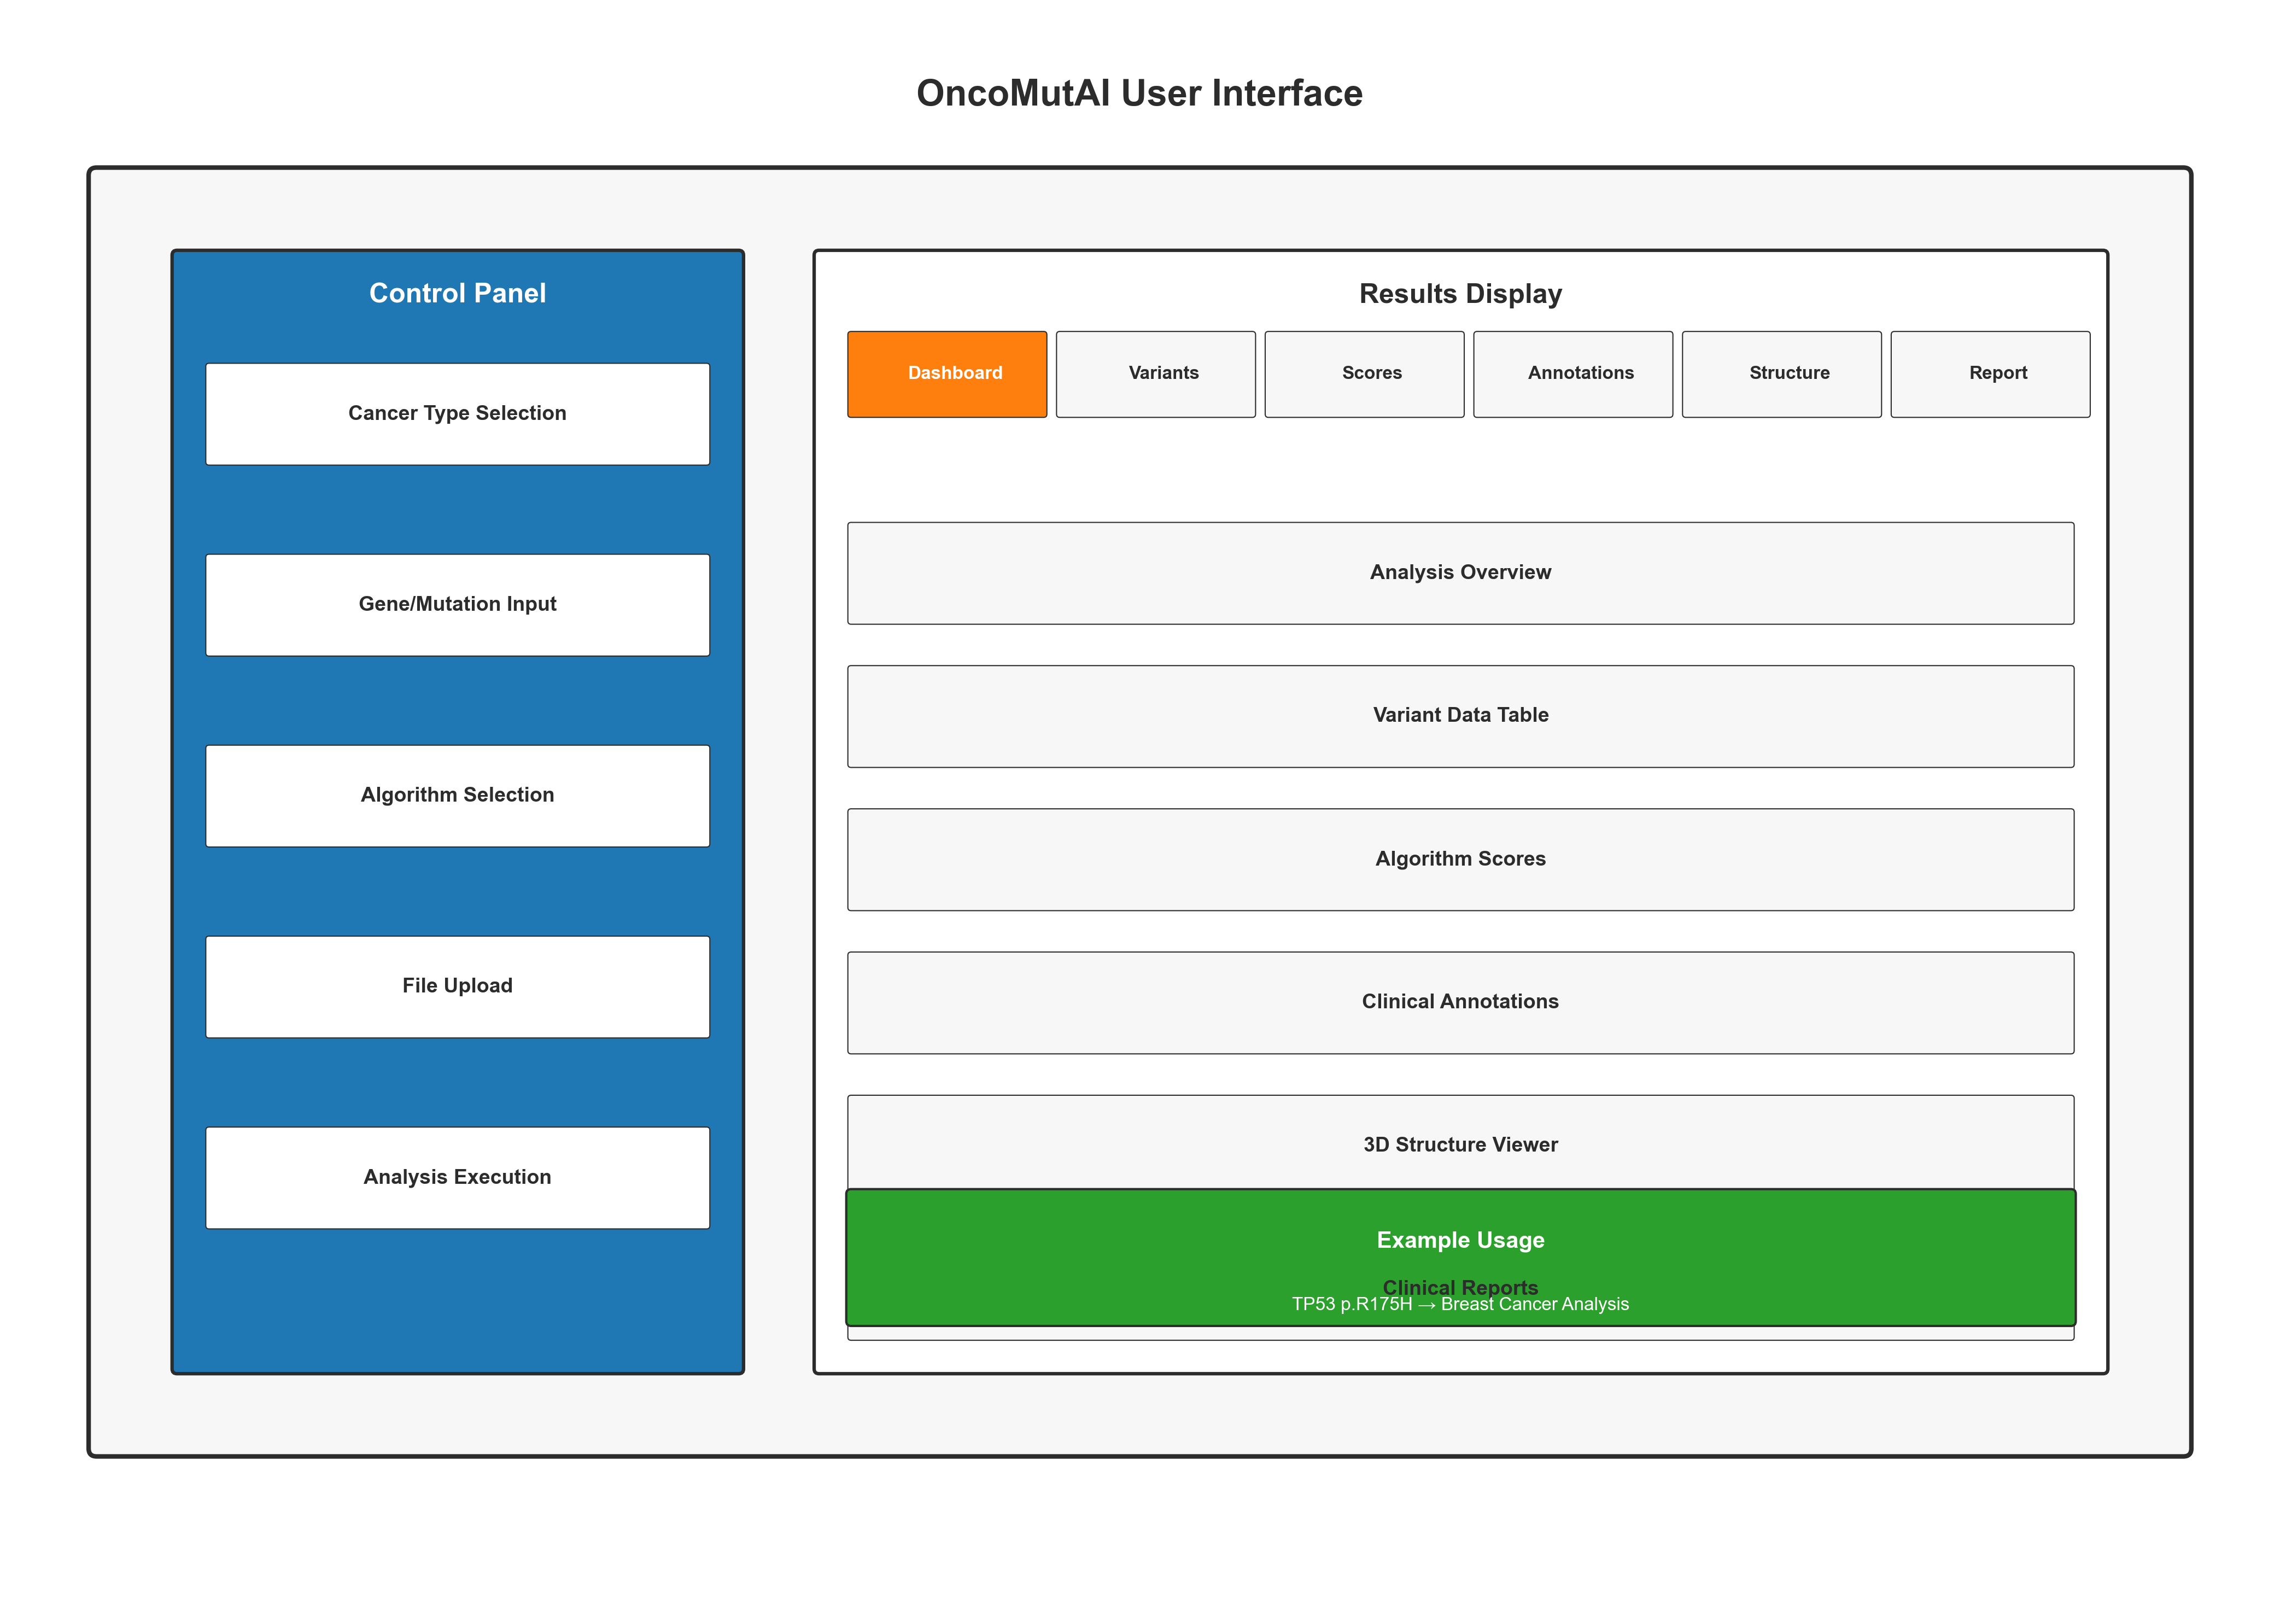 OncoMutAI User Interface
Control Panel
Cancer Type Selection
Gene/Mutation Input
Algorithm Selection
File Upload
Analysis Execution
Results Display
Dashboard
Variants
Scores
Annotations
Structure
Report
Analysis Overview
Variant Data Table
Algorithm Scores
Clinical Annotations
3D Structure Viewer
Example Usage
Clinical Reports
TP53 p.R175H → Breast Cancer Analysis